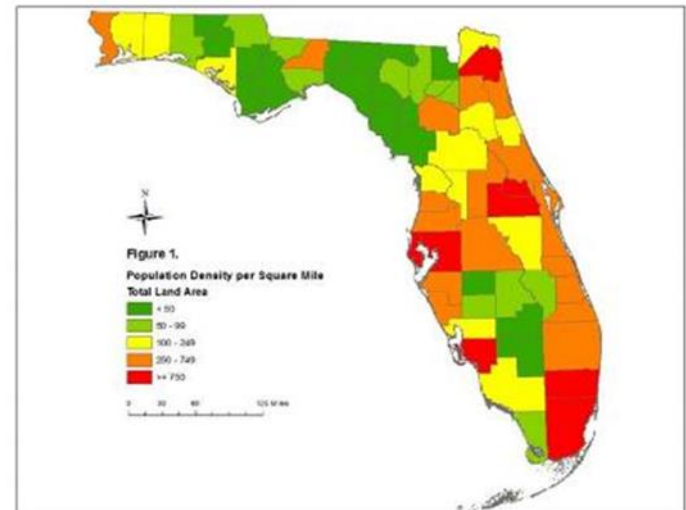 N
Figure 1.
Population Density per Square Mile
Total Land Area
< 50
50 - 99
100 - 249
250 - 749
>= 750
0 30 60 120 Miles